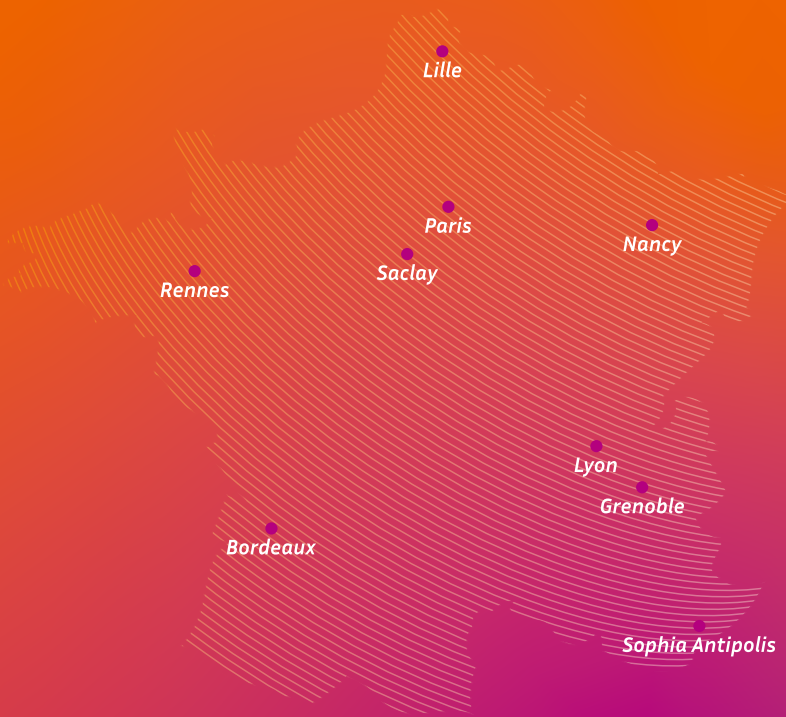 Lille
Paris
Nancy
Saclay
Rennes
Lyon
Grenoble
Bordeaux
Sophia Antipolis